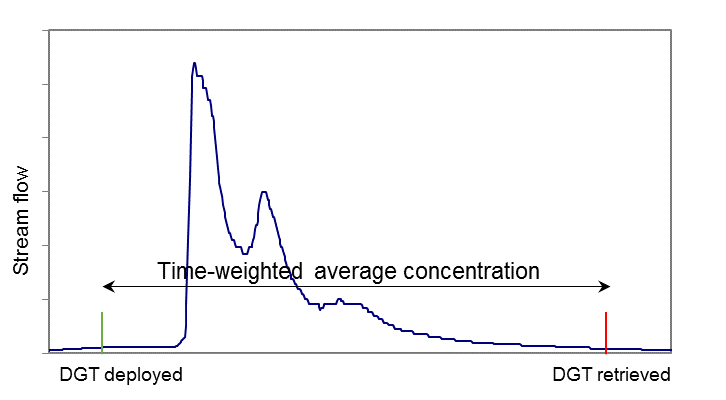 Stream flow
Time-weighted average concentration
DGT deployed
DGT retrieved